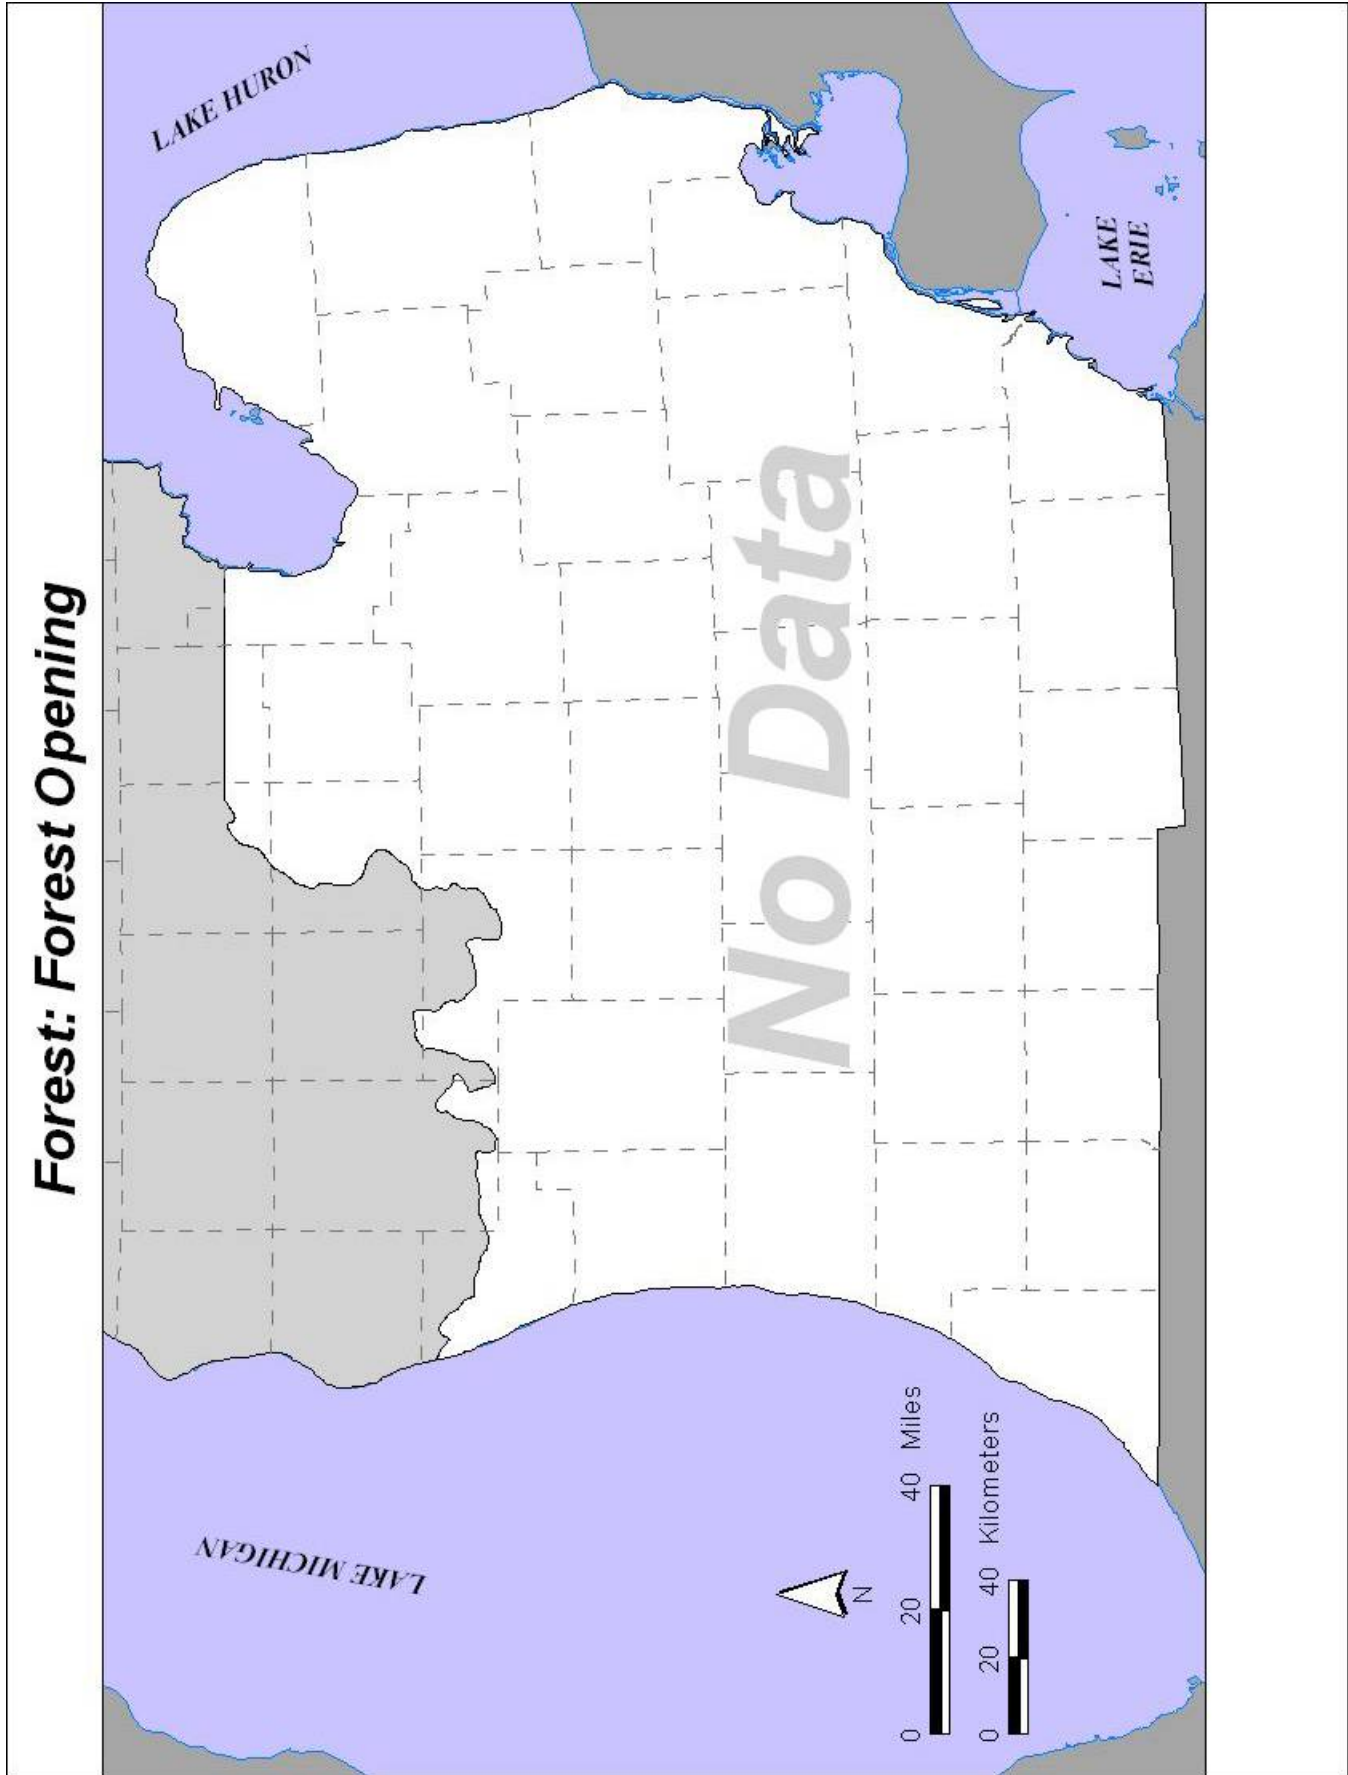 Forest: Forest Opening
LAKE HURON
LAKE MICHIGAN
LAKE
ERIE
No Data
N
0 20 40 Miles
0 20 40 Kilometers